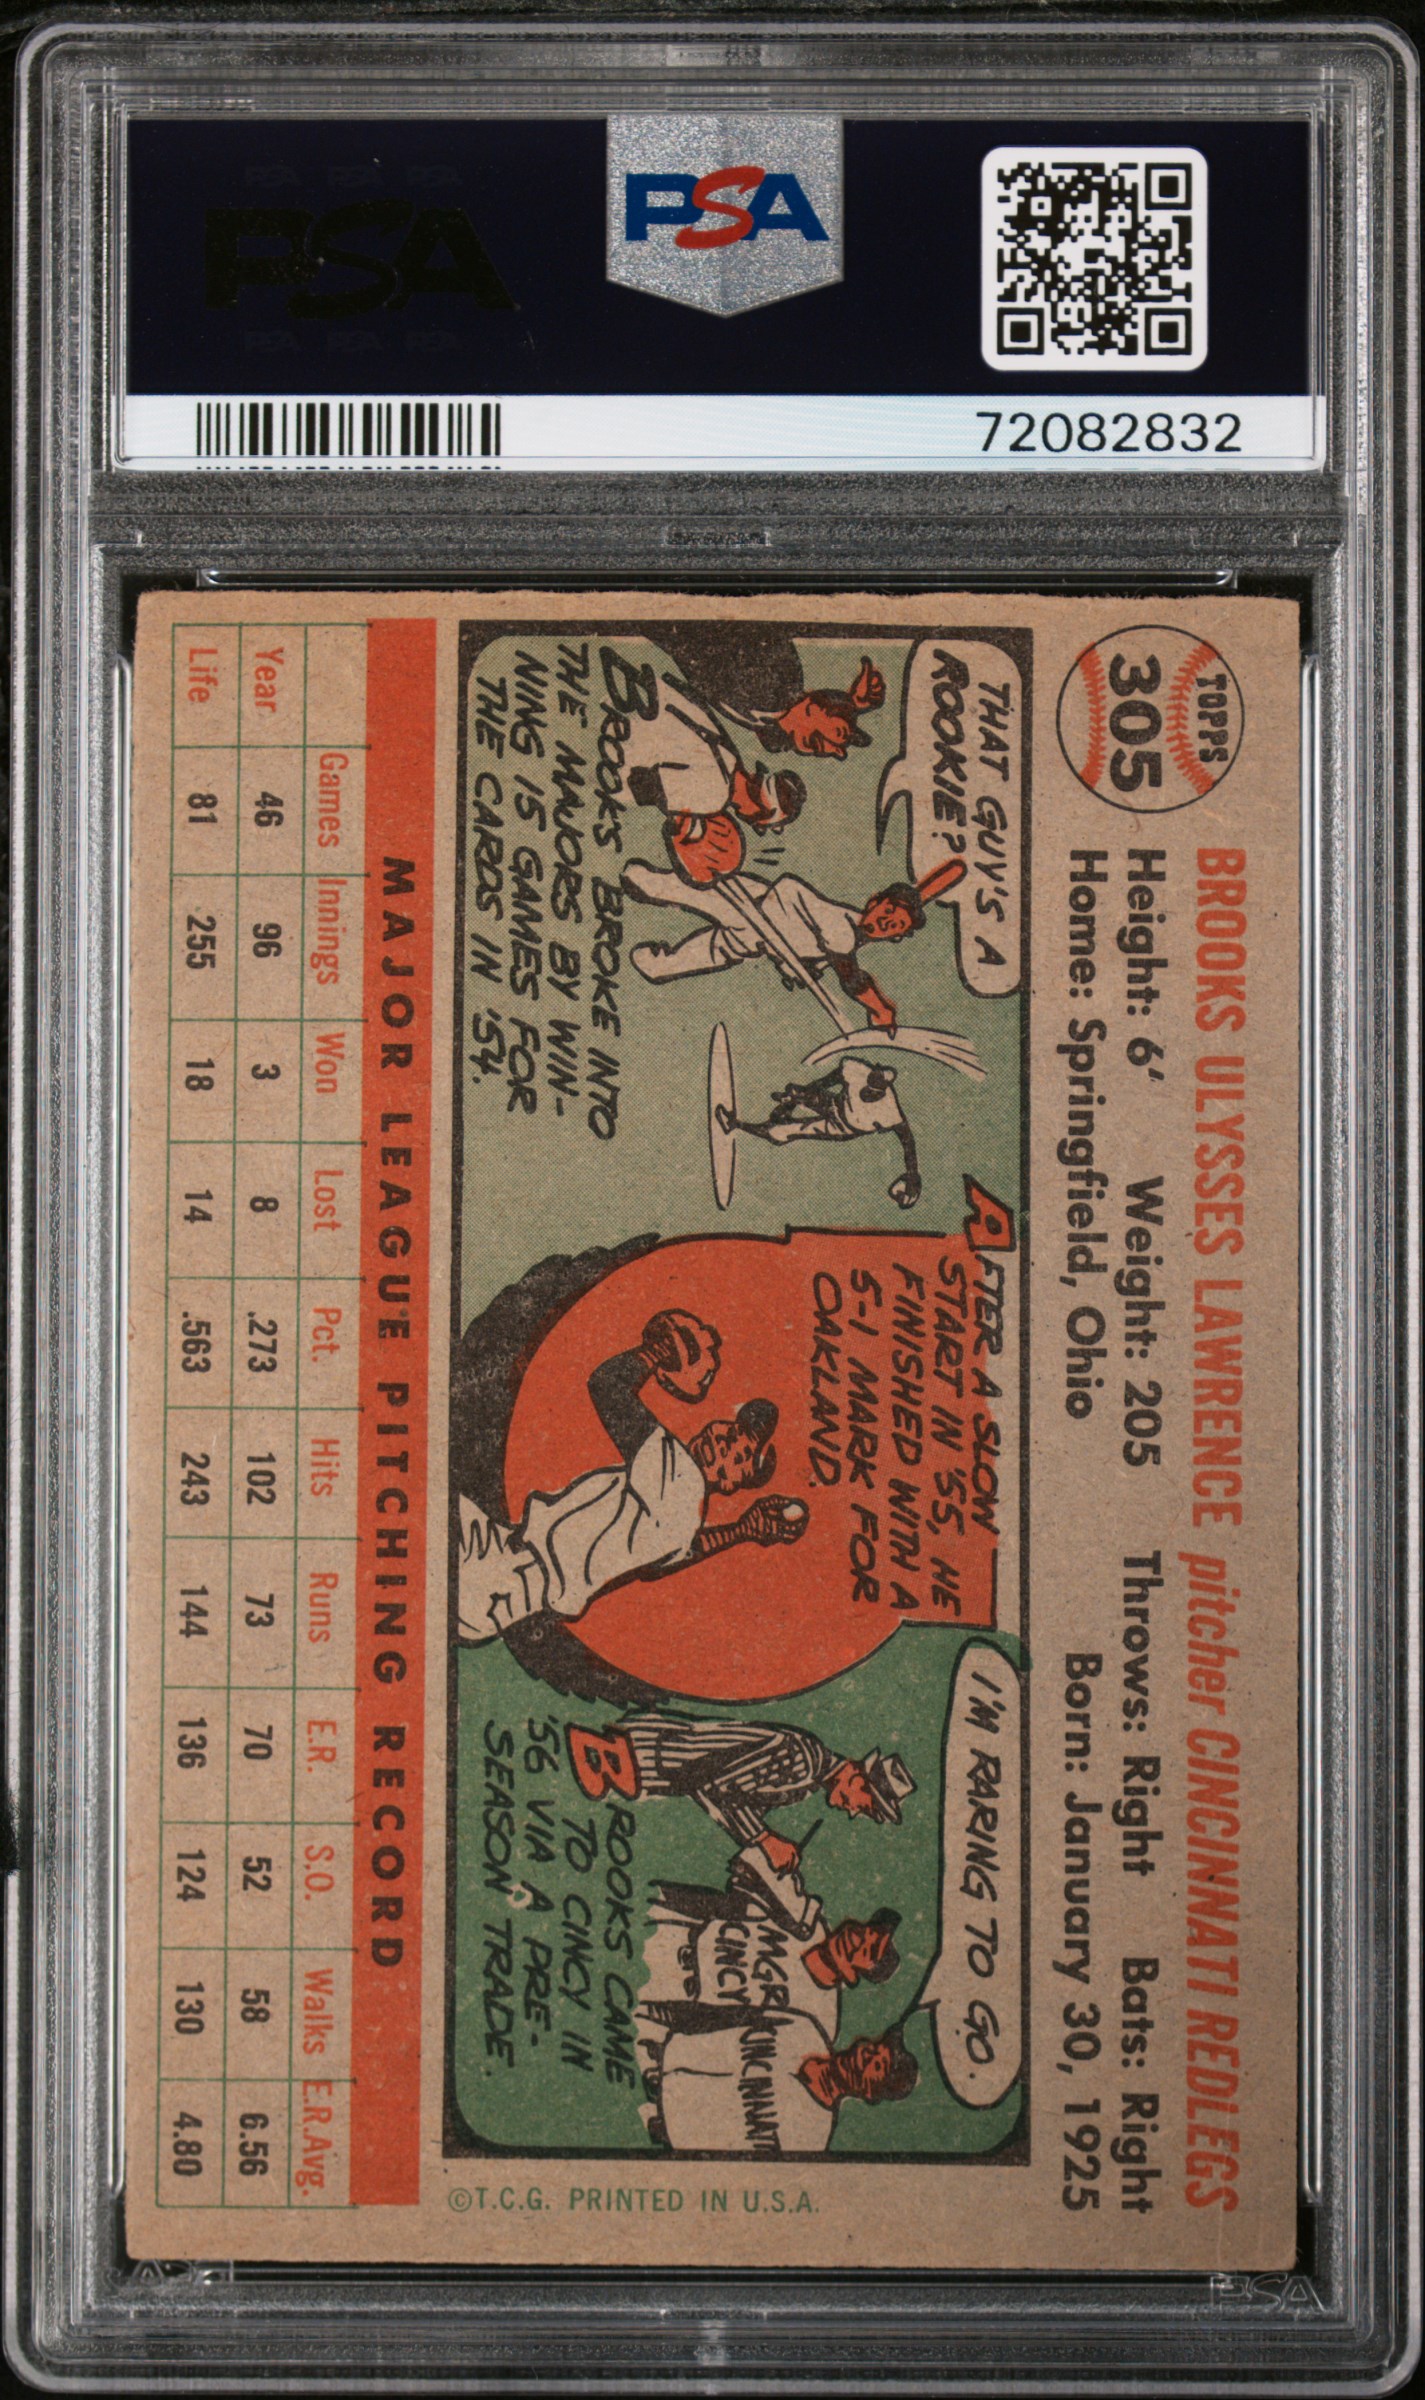 PSA
PSA
72082832
TOPPS
305
BROOKS ULYSSES LAWRENCE pitcher CINCINNATI REDLEGS
Height: 6' Weight: 205 Throws: Right Bats: Right
Home: Springfield, Ohio Born: January 30, 1925
THAT GUY'S A
ROOKIE?
BROOKS BROKE INTO
THE MAJORS BY WIN-
NING 15 GAMES FOR
THE CARDS IN '54.
AFTER A SLOW
START IN '55, HE
FINISHED WITH A
5-1 MARK FOR
OAKLAND.
I'M RARING TO GO.
MGR.
CINCY
CINCINNATI
BROOKS CAME
TO CINCY IN
'56 VIA A PRE-
SEASON TRADE.
©T.C.G. PRINTED IN U.S.A.
MAJOR LEAGUE PITCHING RECORD
Games Innings Won Lost Pct. Hits Runs E.R. S.O. Walks E.R.Avg.
Year 46 96 3 8 .273 102 73 70 52 58 6.56
Life 81 255 18 14 .563 243 144 136 124 130 4.80
PSA